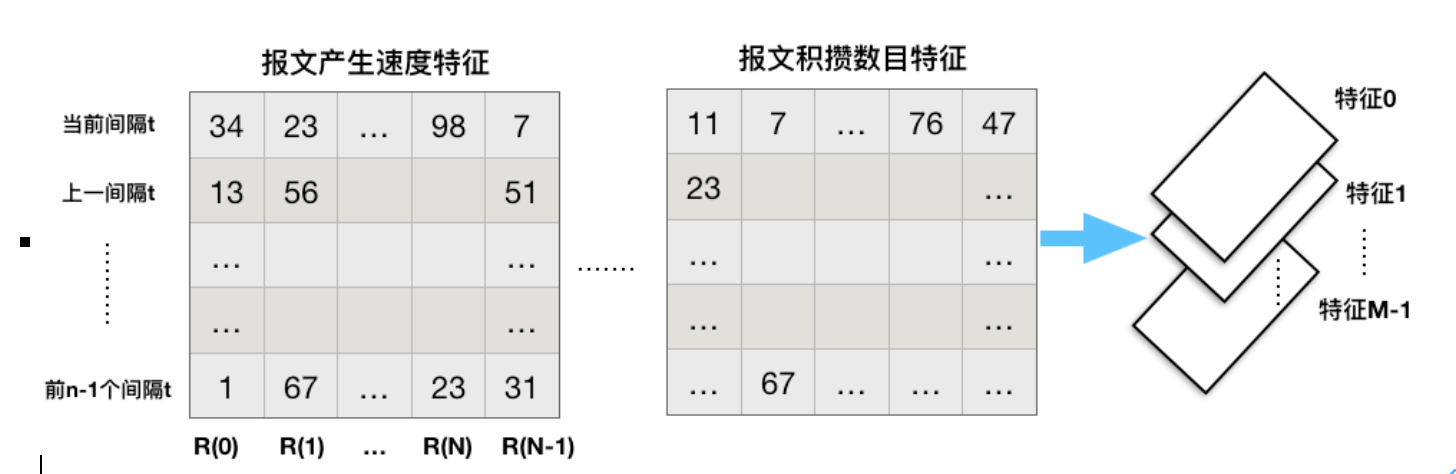 报文产生速度特征
报文积攒数目特征
当前间隔t 34 23 … 98 7
11 7 … 76 47
特征0
上一间隔t 13 56 51
23 …
特征1
… …
.......
… …
… …
… …
特征M-1
前n-1个间隔t 1 67 … 23 31
… 67 … … …
R(0) R(1) … R(N) R(N-1)